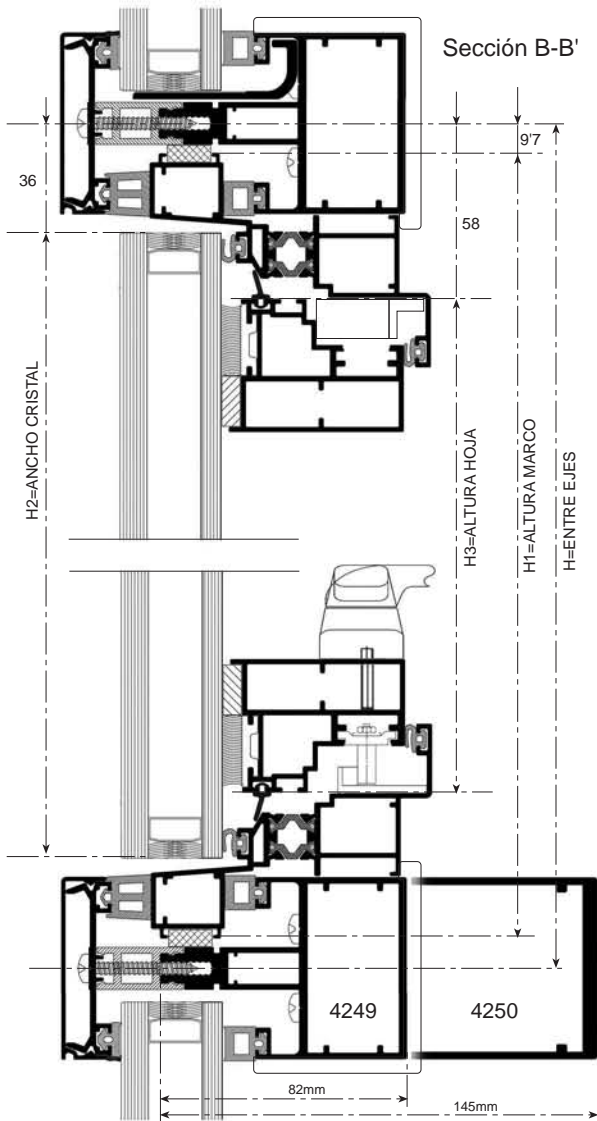 Sección B-B'
9'7
36
58
H2=ANCHO CRISTAL
H3=ALTURA HOJA
H1=ALTURA MARCO
H=ENTRE EJES
4249
4250
82mm
145mm